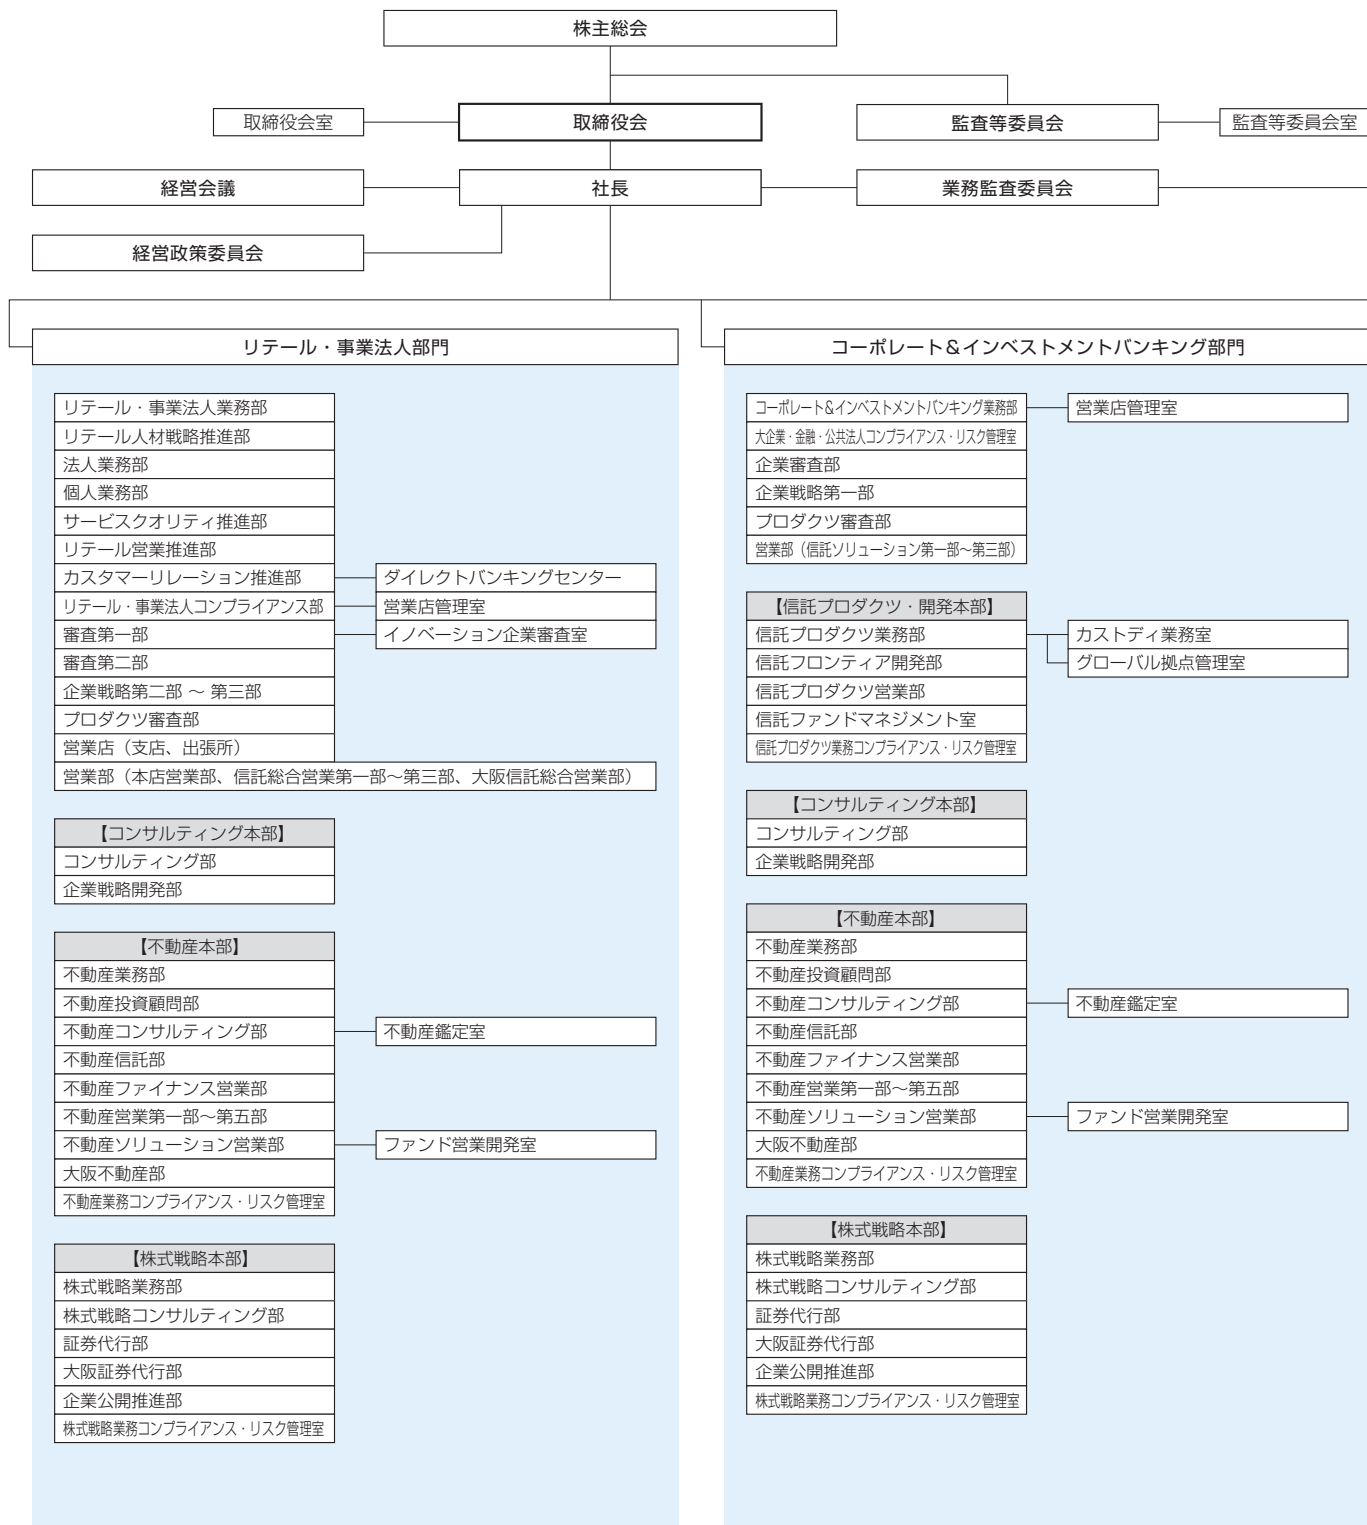 株主総会
取締役会室
取締役会
監査等委員会
監査等委員会室
経営会議
社長
業務監査委員会
経営政策委員会
リテール・事業法人部門
リテール・事業法人業務部
リテール人材戦略推進部
法人業務部
個人業務部
サービスクオリティ推進部
リテール営業推進部
カスタマーリレーション推進部
ダイレクトバンキングセンター
リテール・事業法人コンプライアンス部
営業店管理室
審査第一部
イノベーション企業審査室
審査第二部
企業戦略第二部 ～ 第三部
プロダクツ審査部
営業店（支店、出張所）
営業部（本店営業部、信託総合営業第一部～第三部、大阪信託総合営業部）
【コンサルティング本部】
コンサルティング部
企業戦略開発部
【不動産本部】
不動産業務部
不動産投資顧問部
不動産コンサルティング部
不動産鑑定室
不動産信託部
不動産ファイナンス営業部
不動産営業第一部～第五部
不動産ソリューション営業部
ファンド営業開発室
大阪不動産部
不動産業務コンプライアンス・リスク管理室
【株式戦略本部】
株式戦略業務部
株式戦略コンサルティング部
証券代行部
大阪証券代行部
企業公開推進部
株式戦略業務コンプライアンス・リスク管理室
コーポレート＆インベストメントバンキング部門
コーポレート&インベストメントバンキング業務部
営業店管理室
大企業・金融・公共法人コンプライアンス・リスク管理室
企業審査部
企業戦略第一部
プロダクツ審査部
営業部（信託ソリューション第一部～第三部）
【信託プロダクツ・開発本部】
信託プロダクツ業務部
カストディ業務室
信託フロンティア開発部
グローバル拠点管理室
信託プロダクツ営業部
信託ファンドマネジメント室
信託プロダクツ業務コンプライアンス・リスク管理室
【コンサルティング本部】
コンサルティング部
企業戦略開発部
【不動産本部】
不動産業務部
不動産投資顧問部
不動産コンサルティング部
不動産鑑定室
不動産信託部
不動産ファイナンス営業部
不動産営業第一部～第五部
不動産ソリューション営業部
ファンド営業開発室
大阪不動産部
不動産業務コンプライアンス・リスク管理室
【株式戦略本部】
株式戦略業務部
株式戦略コンサルティング部
証券代行部
大阪証券代行部
企業公開推進部
株式戦略業務コンプライアンス・リスク管理室